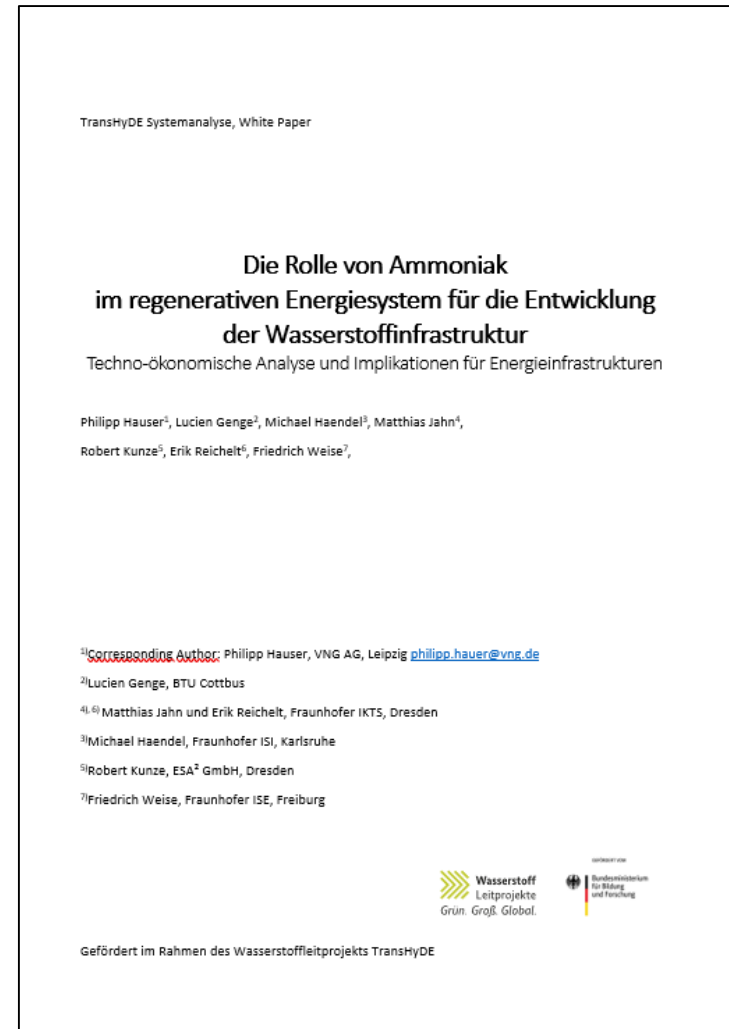 TransHyDE Systemanalyse, White Paper
Die Rolle von Ammoniak
im regenerativen Energiesystem für die Entwicklung
der Wasserstoffinfrastruktur
Techno-ökonomische Analyse und Implikationen für Energieinfrastrukturen
Philipp Hauser¹, Lucien Genge², Michael Haendel³, Matthias Jahn⁴,
Robert Kunze⁵, Erik Reichelt⁶, Friedrich Weise⁷,
¹⁾Corresponding Author: Philipp Hauser, VNG AG, Leipzig philipp.hauer@vng.de
²⁾Lucien Genge, BTU Cottbus
⁴⁾, ⁶⁾ Matthias Jahn und Erik Reichelt, Fraunhofer IKTS, Dresden
³⁾Michael Haendel, Fraunhofer ISI, Karlsruhe
⁵⁾Robert Kunze, ESA² GmbH, Dresden
⁷⁾Friedrich Weise, Fraunhofer ISE, Freiburg
Wasserstoff
Leitprojekte
Grün. Groß. Global.
GEFÖRDERT VOM
Bundesministerium
für Bildung
und Forschung
Gefördert im Rahmen des Wasserstoffleitprojekts TransHyDE